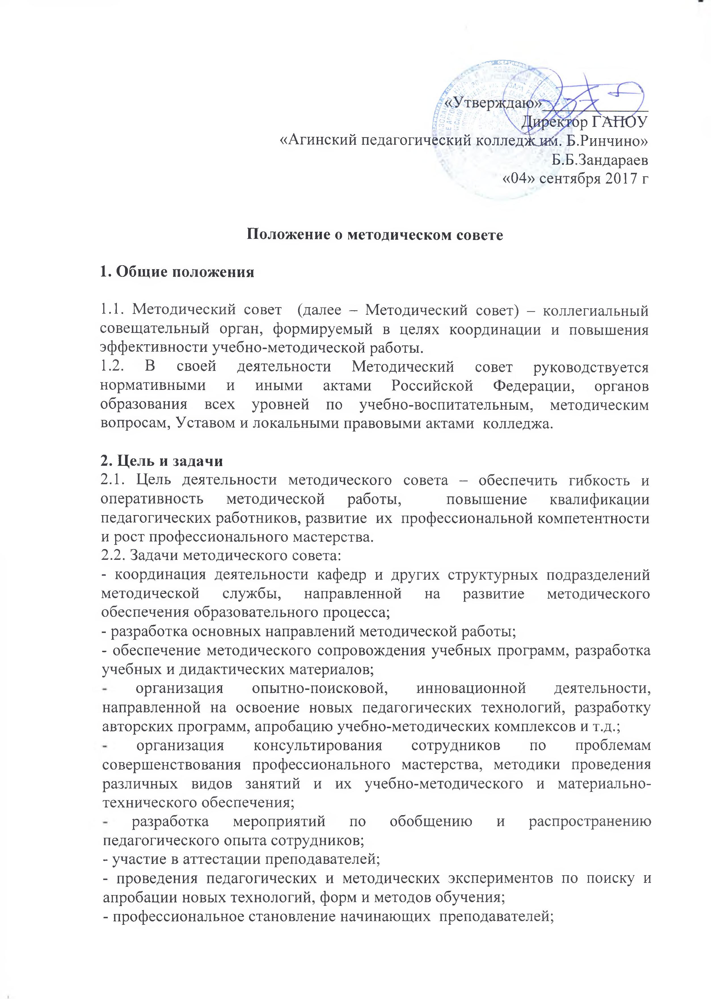 «Утверждаю»
Директор ГАПОУ
«Агинский педагогический колледж им. Б.Ринчино»
Б.Б.Зандараев
«04» сентября 2017 г
Положение о методическом совете
1. Общие положения
1.1. Методический совет (далее – Методический совет) – коллегиальный
совещательный орган, формируемый в целях координации и повышения
эффективности учебно-методической работы.
1.2. В своей деятельности Методический совет руководствуется
нормативными и иными актами Российской Федерации, органов
образования всех уровней по учебно-воспитательным, методическим
вопросам, Уставом и локальными правовыми актами колледжа.
2. Цель и задачи
2.1. Цель деятельности методического совета – обеспечить гибкость и
оперативность методической работы, повышение квалификации
педагогических работников, развитие их профессиональной компетентности
и рост профессионального мастерства.
2.2. Задачи методического совета:
- координация деятельности кафедр и других структурных подразделений
методической службы, направленной на развитие методического
обеспечения образовательного процесса;
- разработка основных направлений методической работы;
- обеспечение методического сопровождения учебных программ, разработка
учебных и дидактических материалов;
- организация опытно-поисковой, инновационной деятельности,
направленной на освоение новых педагогических технологий, разработку
авторских программ, апробацию учебно-методических комплексов и т.д.;
- организация консультирования сотрудников по проблемам
совершенствования профессионального мастерства, методики проведения
различных видов занятий и их учебно-методического и материально-
технического обеспечения;
- разработка мероприятий по обобщению и распространению
педагогического опыта сотрудников;
- участие в аттестации преподавателей;
- проведения педагогических и методических экспериментов по поиску и
апробации новых технологий, форм и методов обучения;
- профессиональное становление начинающих преподавателей;